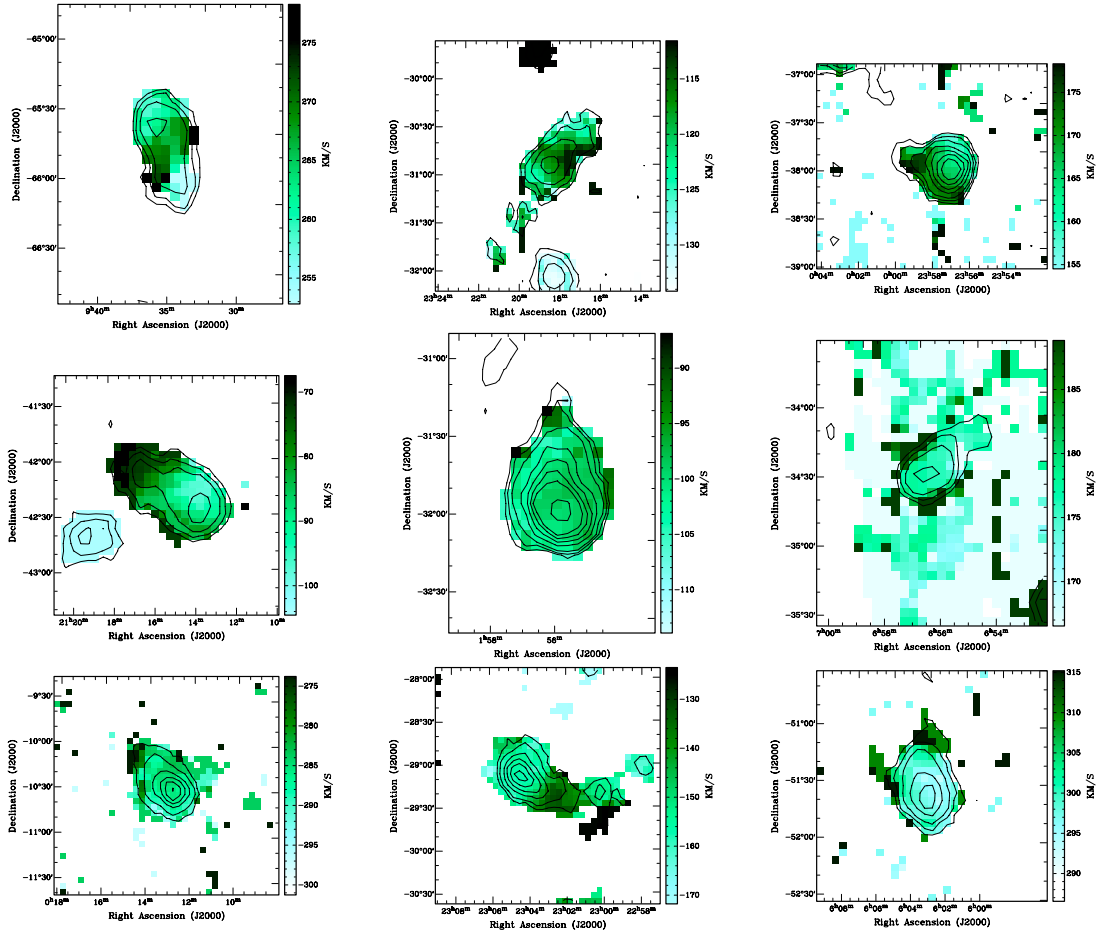 −65°00′
−65°30′
−66°00′
−66°30′
9ʰ40ᵐ 35ᵐ 30ᵐ
Right Ascension (J2000)
Declination (J2000)
275
270
265
260
255
KM/S
−30°00′
−30°30′
−31°00′
−31°30′
−32°00′
23ʰ24ᵐ 22ᵐ 20ᵐ 18ᵐ 16ᵐ 14ᵐ
Right Ascension (J2000)
Declination (J2000)
−115
−120
−125
−130
KM/S
−37°00′
−37°30′
−38°00′
−38°30′
−39°00′
0ʰ04ᵐ 0ʰ02ᵐ 0ʰ00ᵐ 23ʰ58ᵐ 23ʰ56ᵐ 23ʰ54ᵐ
Right Ascension (J2000)
Declination (J2000)
175
170
165
160
155
KM/S
−41°30′
−42°00′
−42°30′
−43°00′
21ʰ20ᵐ 18ᵐ 16ᵐ 14ᵐ 12ᵐ 10ᵐ
Right Ascension (J2000)
Declination (J2000)
−70
−80
−90
−100
KM/S
−31°00′
−31°30′
−32°00′
−32°30′
1ʰ58ᵐ 56ᵐ
Right Ascension (J2000)
Declination (J2000)
−90
−95
−100
−105
−110
KM/S
−34°00′
−34°30′
−35°00′
−35°30′
7ʰ00ᵐ 6ʰ58ᵐ 6ʰ56ᵐ 6ʰ54ᵐ
Right Ascension (J2000)
Declination (J2000)
185
180
175
170
KM/S
−9°30′
−10°00′
−10°30′
−11°00′
−11°30′
0ʰ18ᵐ 16ᵐ 14ᵐ 12ᵐ 10ᵐ
Right Ascension (J2000)
Declination (J2000)
−275
−280
−285
−290
−295
−300
KM/S
−28°00′
−28°30′
−29°00′
−29°30′
−30°00′
−30°30′
23ʰ08ᵐ 23ʰ06ᵐ 23ʰ04ᵐ 23ʰ02ᵐ 23ʰ00ᵐ 22ʰ58ᵐ
Right Ascension (J2000)
Declination (J2000)
−130
−140
−150
−160
−170
KM/S
−51°00′
−51°30′
−52°00′
−52°30′
6ʰ08ᵐ 6ʰ06ᵐ 6ʰ04ᵐ 6ʰ02ᵐ 6ʰ00ᵐ
Right Ascension (J2000)
Declination (J2000)
315
310
305
300
295
290
KM/S